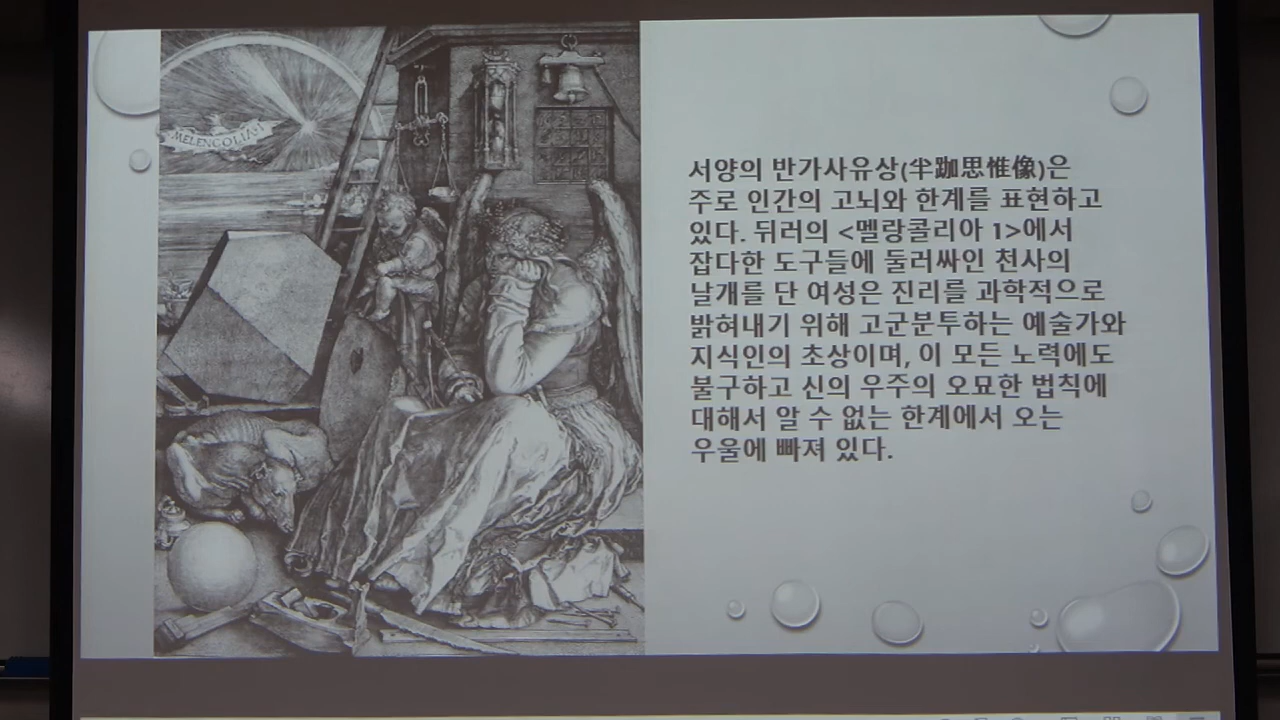 MELENCOLIA I
서양의 반가사유상(半跏思惟像)은
주로 인간의 고뇌와 한계를 표현하고
있다. 뒤러의 <멜랑콜리아 1>에서
잡다한 도구들에 둘러싸인 천사의
날개를 단 여성은 진리를 과학적으로
밝혀내기 위해 고군분투하는 예술가와
지식인의 초상이며, 이 모든 노력에도
불구하고 신의 우주의 오묘한 법칙에
대해서 알 수 없는 한계에서 오는
우울에 빠져 있다.